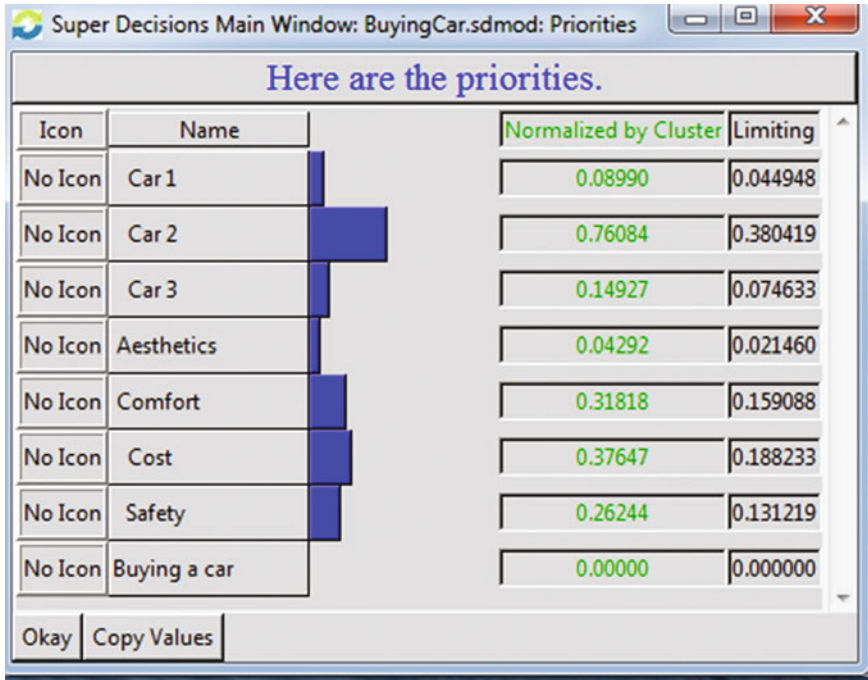 Super Decisions Main Window: BuyingCar.sdmod: Priorities
Here are the priorities.
Icon Name Normalized by Cluster Limiting
No Icon Car 1 0.08990 0.044948
No Icon Car 2 0.76084 0.380419
No Icon Car 3 0.14927 0.074633
No Icon Aesthetics 0.04292 0.021460
No Icon Comfort 0.31818 0.159088
No Icon Cost 0.37647 0.188233
No Icon Safety 0.26244 0.131219
No Icon Buying a car 0.00000 0.000000
Okay Copy Values